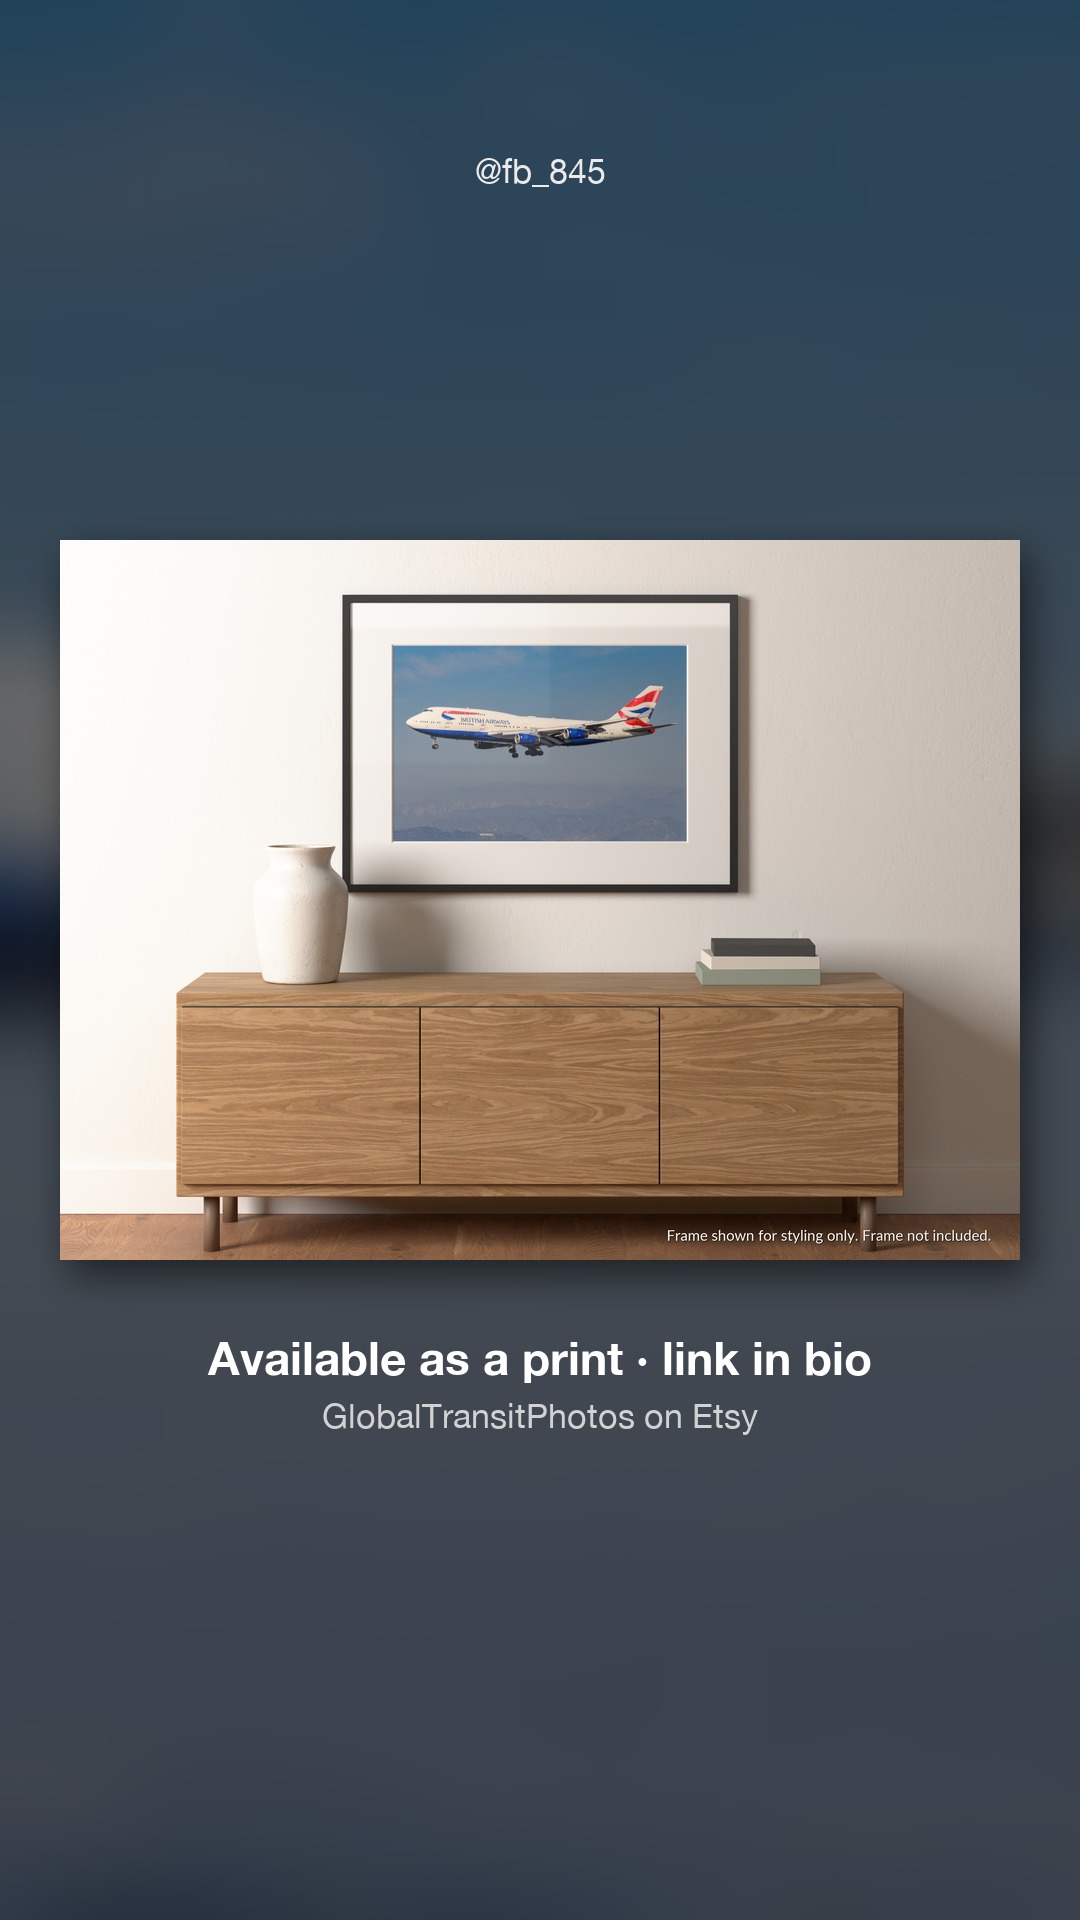 @fb_845
BRITISH AIRWAYS
Frame shown for styling only. Frame not included.
Available as a print · link in bio
GlobalTransitPhotos on Etsy